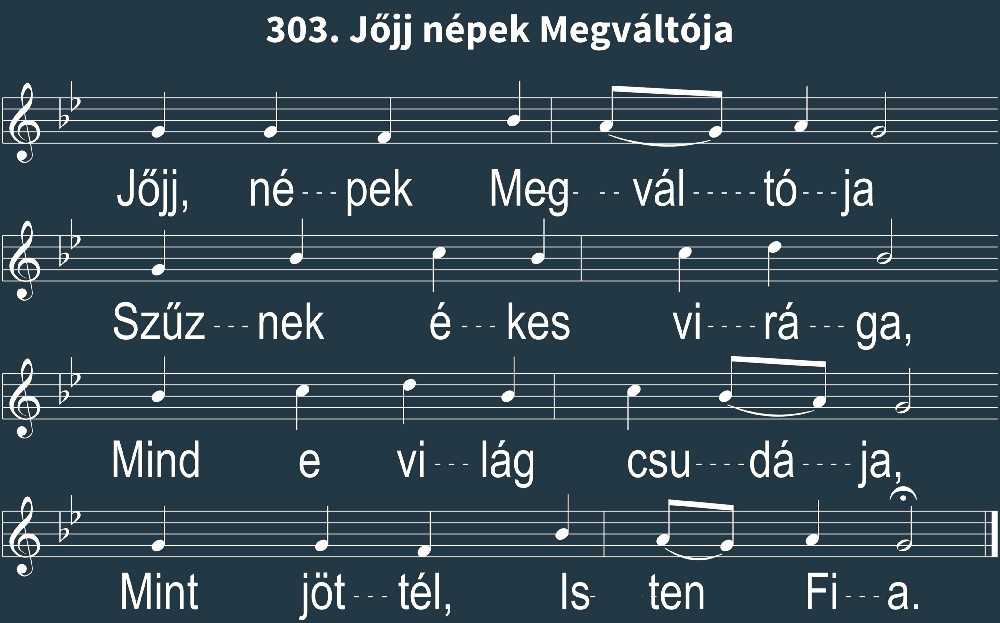 303. Jőjj népek Megváltója
Jőjj, né---pek Meg- --vál-----tó---ja
Szűz---nek é---kes vi----rá---ga,
Mind e vi---lág csu----dá----ja,
Mint jöt---tél, Is- ten Fi---a.